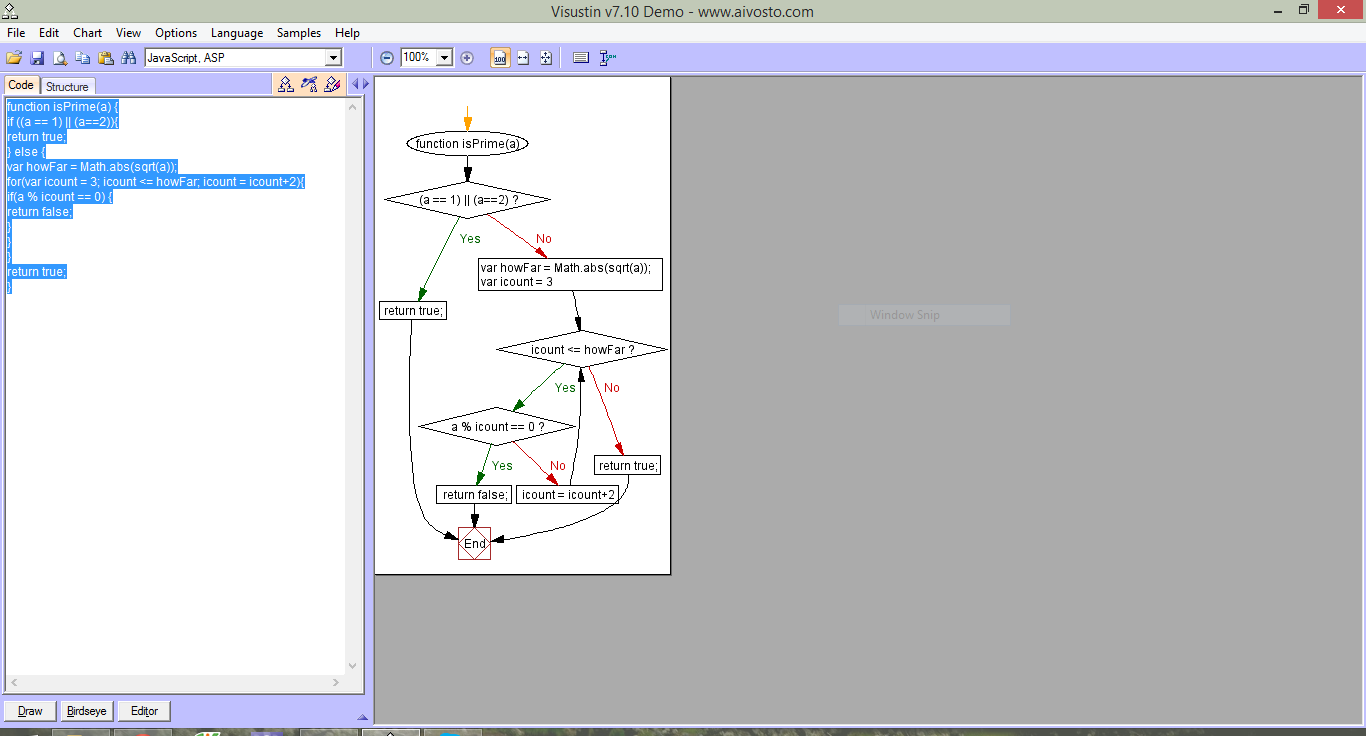 Visustin v7.10 Demo - www.aivosto.com
File Edit Chart View Options Language Samples Help
JavaScript, ASP 100% 100
Code Structure
function isPrime(a) {
if ((a == 1) || (a==2)){
return true;
} else {
var howFar = Math.abs(sqrt(a));
for(var icount = 3; icount <= howFar; icount = icount+2){
if(a % icount == 0) {
return false;
}
}
}
return true;
}
function isPrime(a)
(a == 1) || (a==2) ?
Yes No
var howFar = Math.abs(sqrt(a));
var icount = 3
return true;
icount <= howFar ?
Yes No
a % icount == 0 ?
Yes No
return true;
return false; icount = icount+2
End
Window Snip
Draw Birdseye Editor